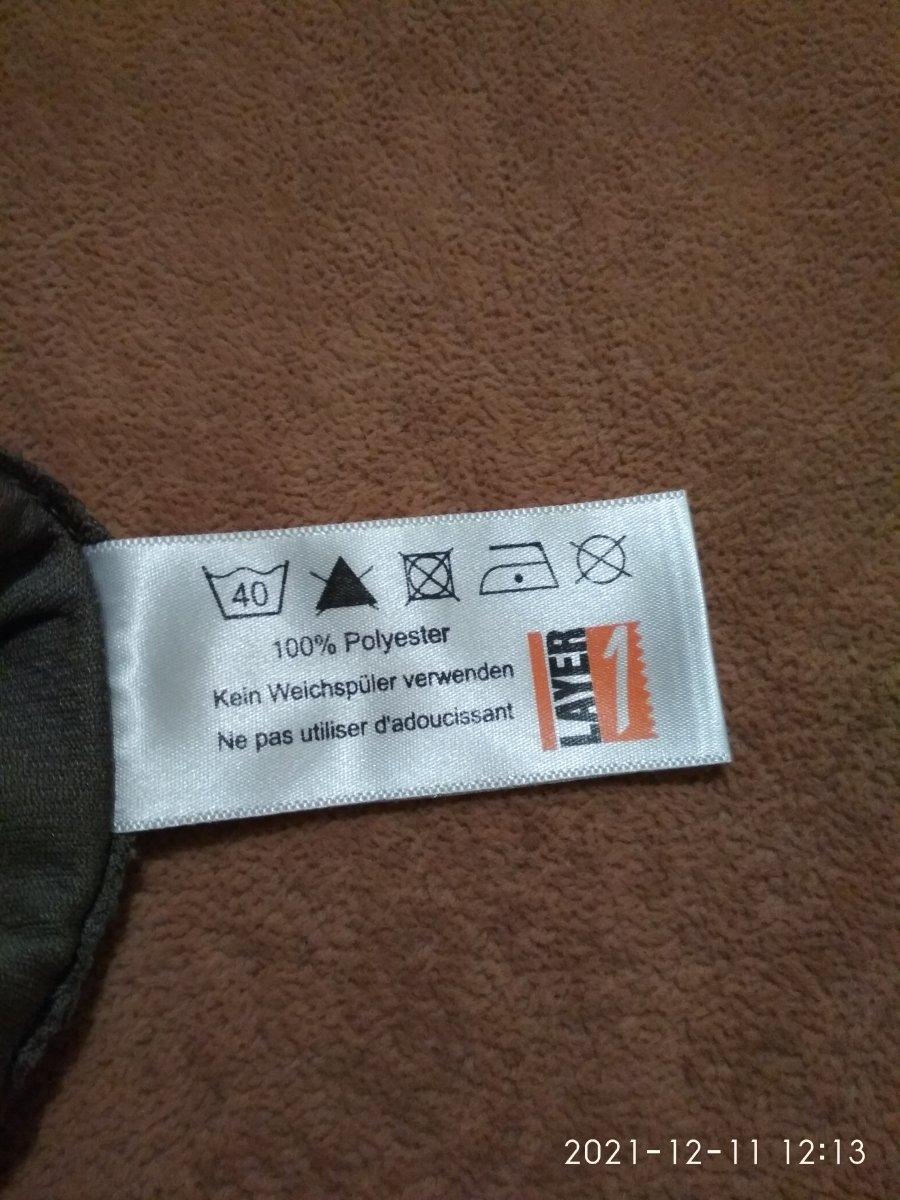 40
100% Polyester
Kein Weichspüler verwenden
Ne pas utiliser d'adoucissant
LAYER 1
2021-12-11 12:13